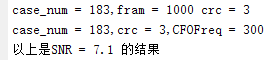 case_num = 183,fram = 1000 crc = 3
case_num = 183,crc = 3,CFOFreq = 300
以上是SNR = 7.1 的结果